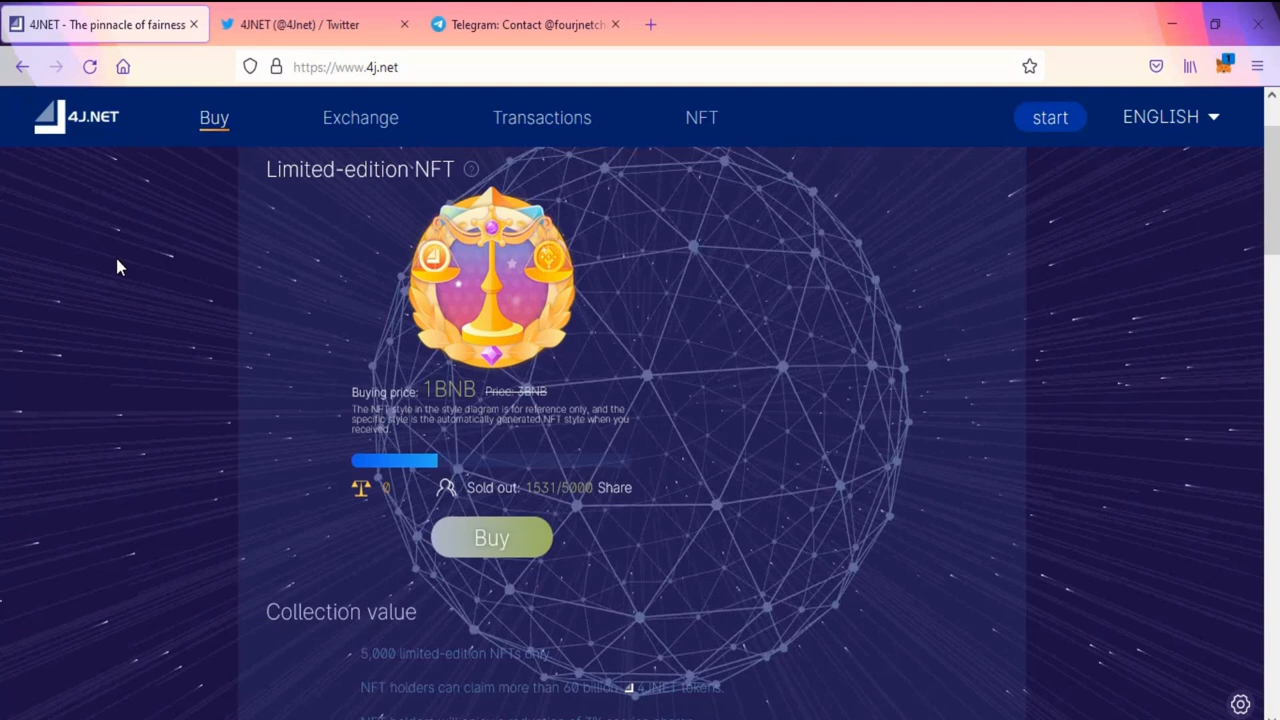 4JNET - The pinnacle of fairness
4JNET (@4Jnet) / Twitter
Telegram: Contact @fourjnetch
https://www.4j.net
1
4J.NET
Buy
Exchange
Transactions
NFT
start
ENGLISH
Limited-edition NFT
Buying price: 1BNB Price: 3BNB
The NFT style in the style diagram is for reference only, and the
specific style is the automatically generated NFT style when you
received.
0
Sold out: 1531/5000 Share
Buy
Collection value
5,000 limited-edition NFTs only.
NFT holders can claim more than 60 billion 4JNET tokens.